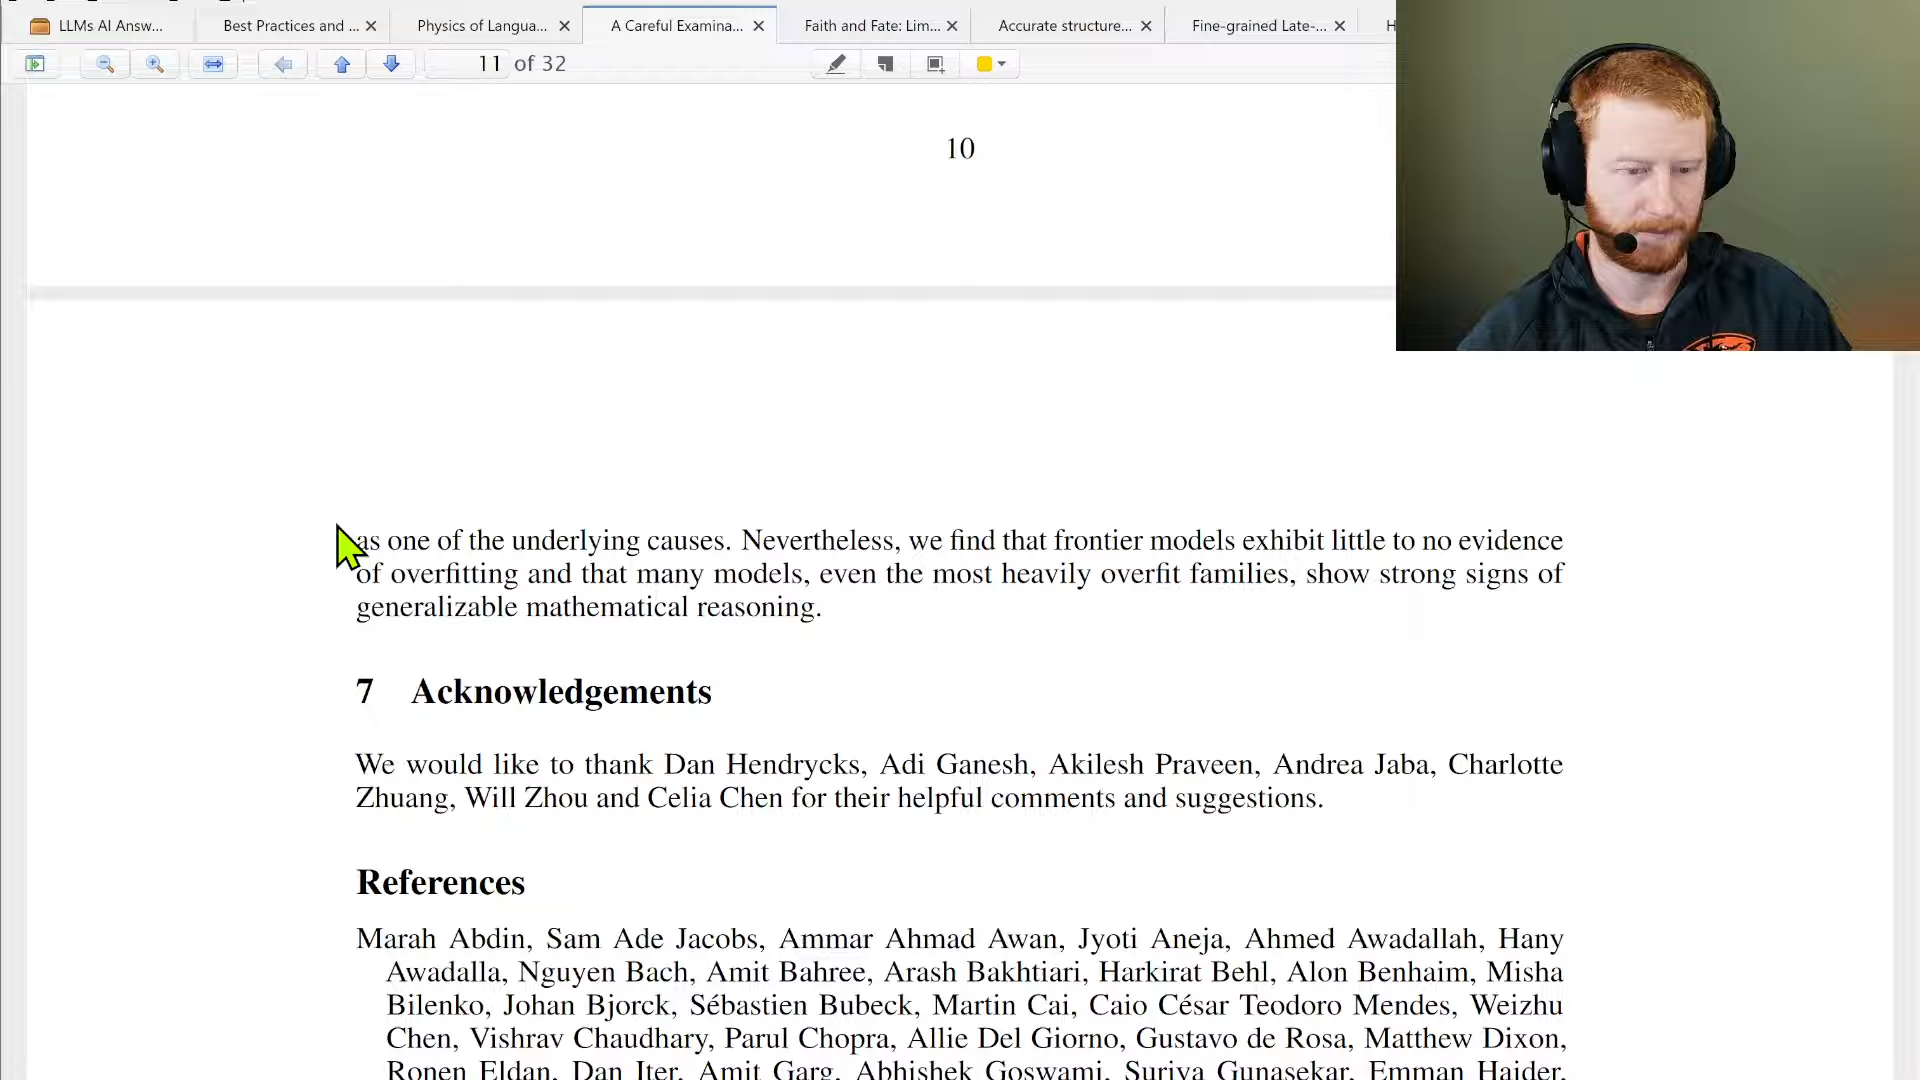 LLMs AI Answ...
Best Practices and ...
Physics of Langua...
A Careful Examina...
Faith and Fate: Lim...
Accurate structure...
Fine-grained Late-...
H
11 of 32
10
as one of the underlying causes. Nevertheless, we find that frontier models exhibit little to no evidence
of overfitting and that many models, even the most heavily overfit families, show strong signs of
generalizable mathematical reasoning.
7 Acknowledgements
We would like to thank Dan Hendrycks, Adi Ganesh, Akilesh Praveen, Andrea Jaba, Charlotte
Zhuang, Will Zhou and Celia Chen for their helpful comments and suggestions.
References
Marah Abdin, Sam Ade Jacobs, Ammar Ahmad Awan, Jyoti Aneja, Ahmed Awadallah, Hany
Awadalla, Nguyen Bach, Amit Bahree, Arash Bakhtiari, Harkirat Behl, Alon Benhaim, Misha
Bilenko, Johan Bjorck, Sébastien Bubeck, Martin Cai, Caio César Teodoro Mendes, Weizhu
Chen, Vishrav Chaudhary, Parul Chopra, Allie Del Giorno, Gustavo de Rosa, Matthew Dixon,
Ronen Eldan, Dan Iter, Amit Garg, Abhishek Goswami, Suriya Gunasekar, Emman Haider,